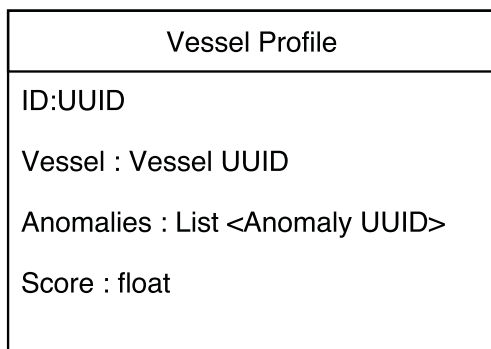 Vessel Profile
ID:UUID
Vessel : Vessel UUID
Anomalies : List <Anomaly UUID>
Score : float